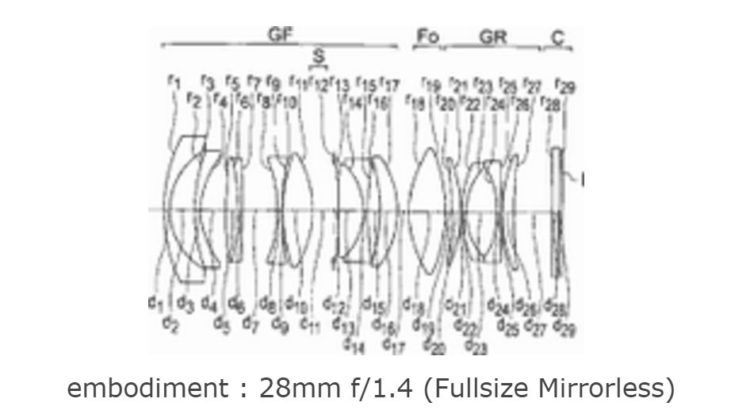 GF Fo GR C
S
r1 r3 r5 r7 r9 r11 r12 r13 r15 r17 r19 r21 r23 r25 r27 r29
r2 r4 r6 r8 r10 r14 r16 r18 r20 r22 r24 r26 r28
I
d1 d3 d4 d6 d8 d10 d12 d15 d18 d21 d24 d26 d28
d2 d5 d7 d9 d11 d13 d16 d19 d22 d25 d27 d29
d14 d17 d20 d23
embodiment : 28mm f/1.4 (Fullsize Mirrorless)